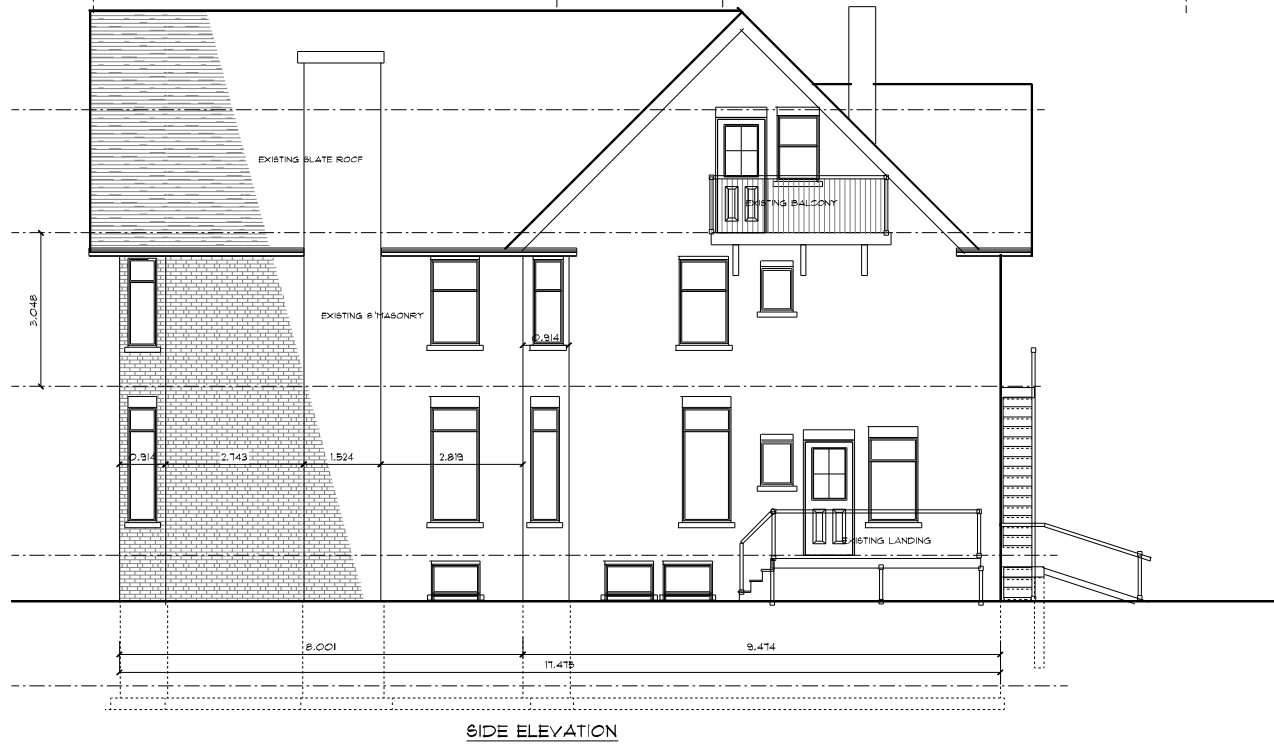 EXISTING SLATE ROOF
EXISTING BALCONY
3.048
EXISTING 8" MASONRY
0.914
0.914 2.743 1.524 2.819
EXISTING LANDING
8.001 9.474
17.475
SIDE ELEVATION